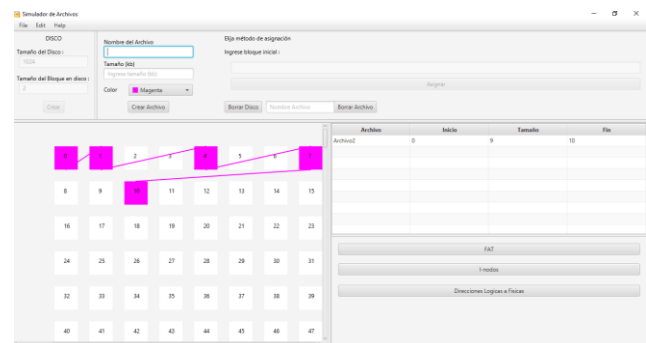 Simulador de Archivos
File Edit Help
DISCO
Tamaño del Disco :
1024
Tamaño del Bloque en disco :
2
Crear
Nombre del Archivo
Tamaño (kb)
Ingrese tamaño (kb)
Color Magenta
Crear Archivo
Elija método de asignación
Ingrese bloque inicial :
Asignar
Borrar Disco Nombre Archivo Borrar Archivo
0 1 2 3 4 5 6 7
8 9 10 11 12 13 14 15
16 17 18 19 20 21 22 23
24 25 26 27 28 29 30 31
32 33 34 35 36 37 38 39
40 41 42 43 44 45 46 47
Archivo Inicio Tamaño Fin
Archivo2 0 9 10
FAT
I-nodos
Direcciones Logicas a Fisicas